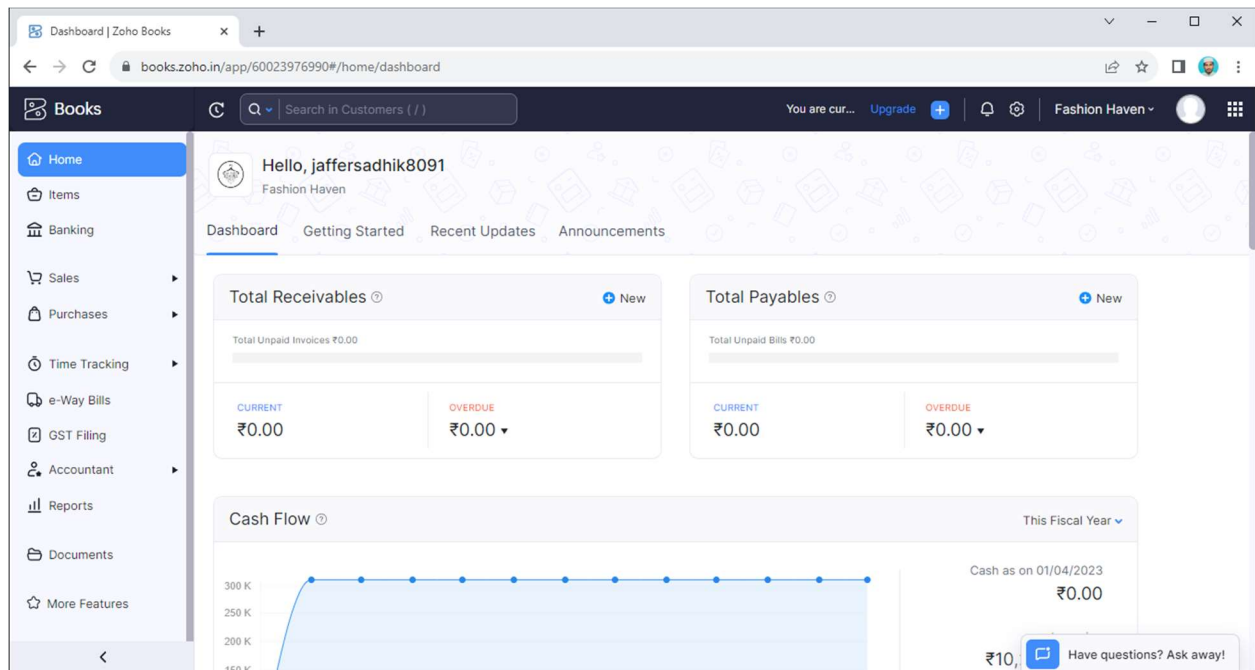 Dashboard | Zoho Books
books.zoho.in/app/60023976990#/home/dashboard
Books
Search in Customers ( / )
You are cur...
Upgrade
Fashion Haven
Home
Items
Banking
Sales
Purchases
Time Tracking
e-Way Bills
GST Filing
Accountant
Reports
Documents
More Features
Hello, jaffersadhik8091
Fashion Haven
Dashboard Getting Started Recent Updates Announcements
Total Receivables
New
Total Unpaid Invoices ₹0.00
CURRENT
₹0.00
OVERDUE
₹0.00
Total Payables
New
Total Unpaid Bills ₹0.00
CURRENT
₹0.00
OVERDUE
₹0.00
Cash Flow
This Fiscal Year
300 K
250 K
200 K
150 K
Cash as on 01/04/2023
₹0.00
₹10,
Have questions? Ask away!